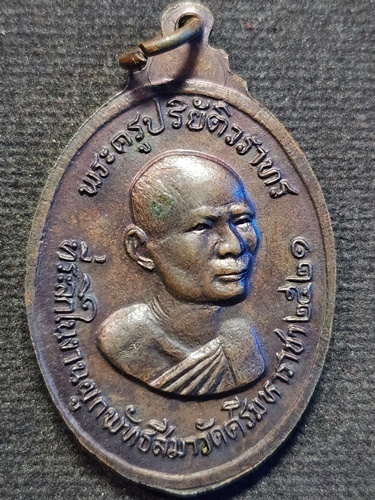 พระครูปริยัติวราทร
ที่ระลึกในงานผูกพัทธสีมาวัดศรีมหาราชา ๒๕๒๑